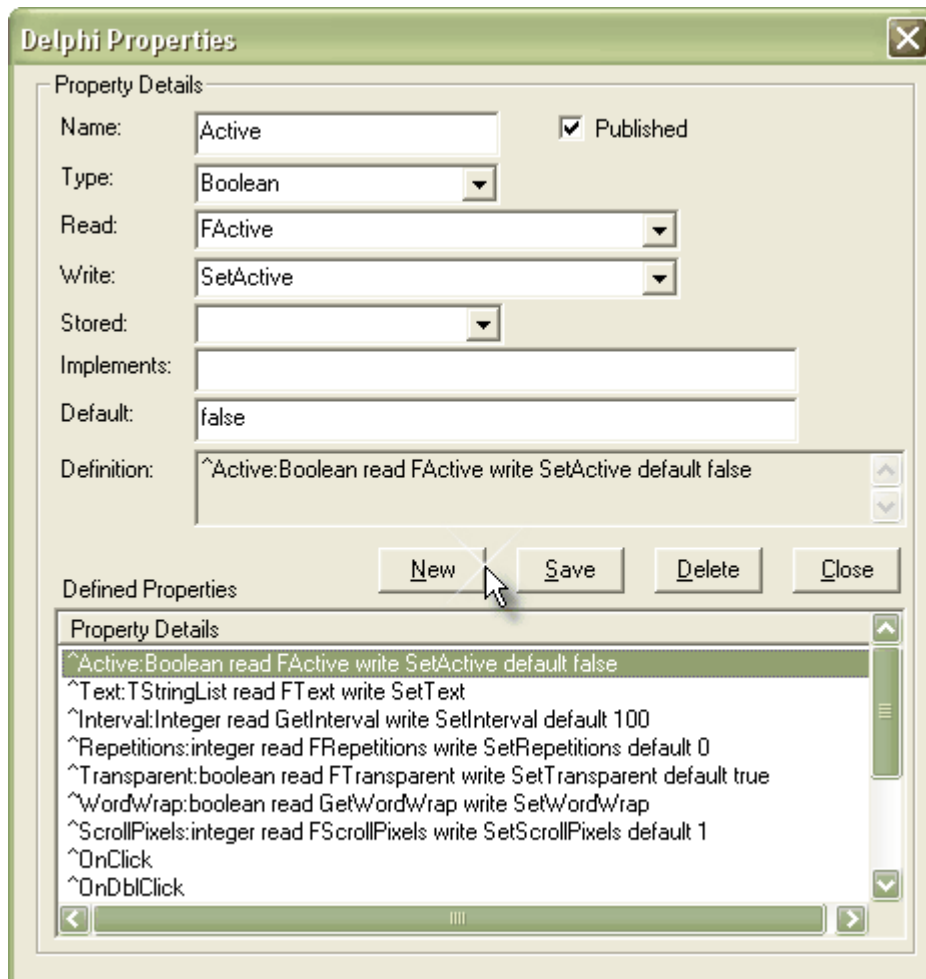 Delphi Properties
Property Details
Name: Active Published
Type: Boolean
Read: FActive
Write: SetActive
Stored:
Implements:
Default: false
Definition: ^Active:Boolean read FActive write SetActive default false
New Save Delete Close
Defined Properties
Property Details
^Active:Boolean read FActive write SetActive default false
^Text:TStringList read FText write SetText
^Interval:Integer read GetInterval write SetInterval default 100
^Repetitions:integer read FRepetitions write SetRepetitions default 0
^Transparent:boolean read FTransparent write SetTransparent default true
^WordWrap:boolean read GetWordWrap write SetWordWrap
^ScrollPixels:integer read FScrollPixels write SetScrollPixels default 1
^OnClick
^OnDblClick